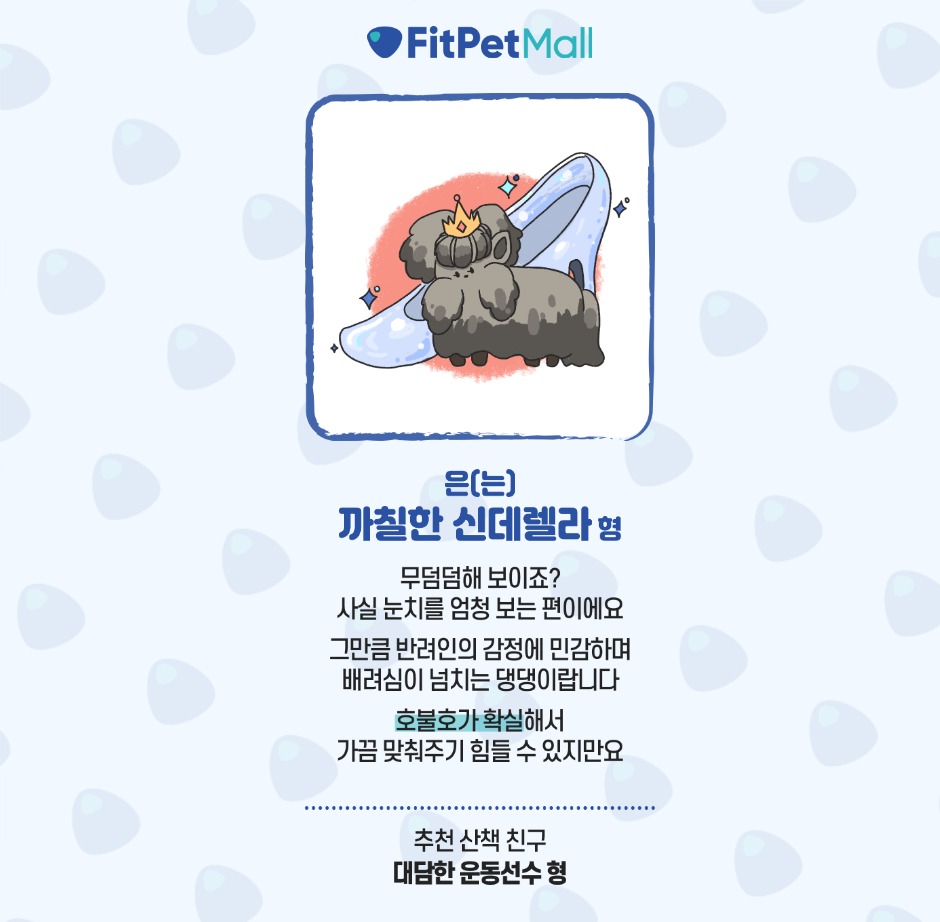 FitPetMall
은(는)
까칠한 신데렐라 형
무덤덤해 보이죠?
사실 눈치를 엄청 보는 편이에요
그만큼 반려인의 감정에 민감하며
배려심이 넘치는 댕댕이랍니다
호불호가 확실해서
가끔 맞춰주기 힘들 수 있지만요
추천 산책 친구
대담한 운동선수 형